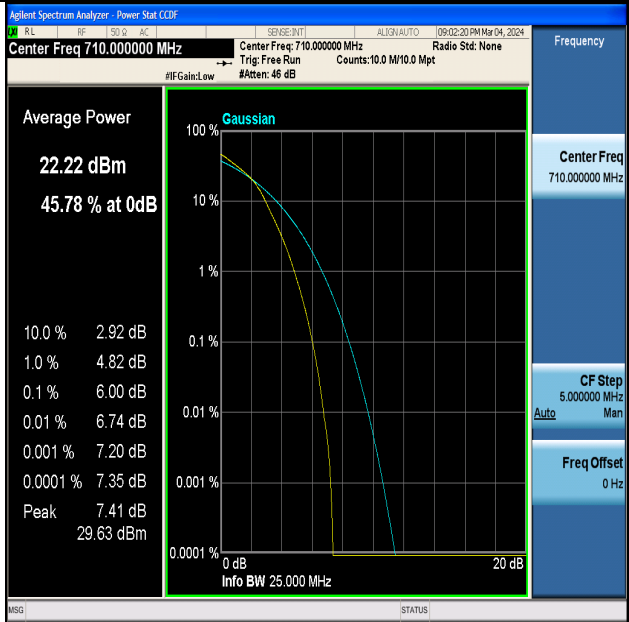 Agilent Spectrum Analyzer - Power Stat CCDF
LXI RL RF 50 Ω AC SENSE:INT ALIGN AUTO 09:02:20 PM Mar 04, 2024
Center Freq 710.000000 MHz
Center Freq: 710.000000 MHz Radio Std: None
Trig: Free Run Counts:10.0 M/10.0 Mpt
#IFGain:Low #Atten: 46 dB
Frequency
Average Power
22.22 dBm
45.78 % at 0dB
10.0 % 2.92 dB
1.0 % 4.82 dB
0.1 % 6.00 dB
0.01 % 6.74 dB
0.001 % 7.20 dB
0.0001 % 7.35 dB
Peak 7.41 dB
29.63 dBm
Gaussian
100 %
10 %
1 %
0.1 %
0.01 %
0.001 %
0.0001 %
0 dB 20 dB
Info BW 25.000 MHz
Center Freq
710.000000 MHz
CF Step
5.000000 MHz
Auto Man
Freq Offset
0 Hz
MSG STATUS